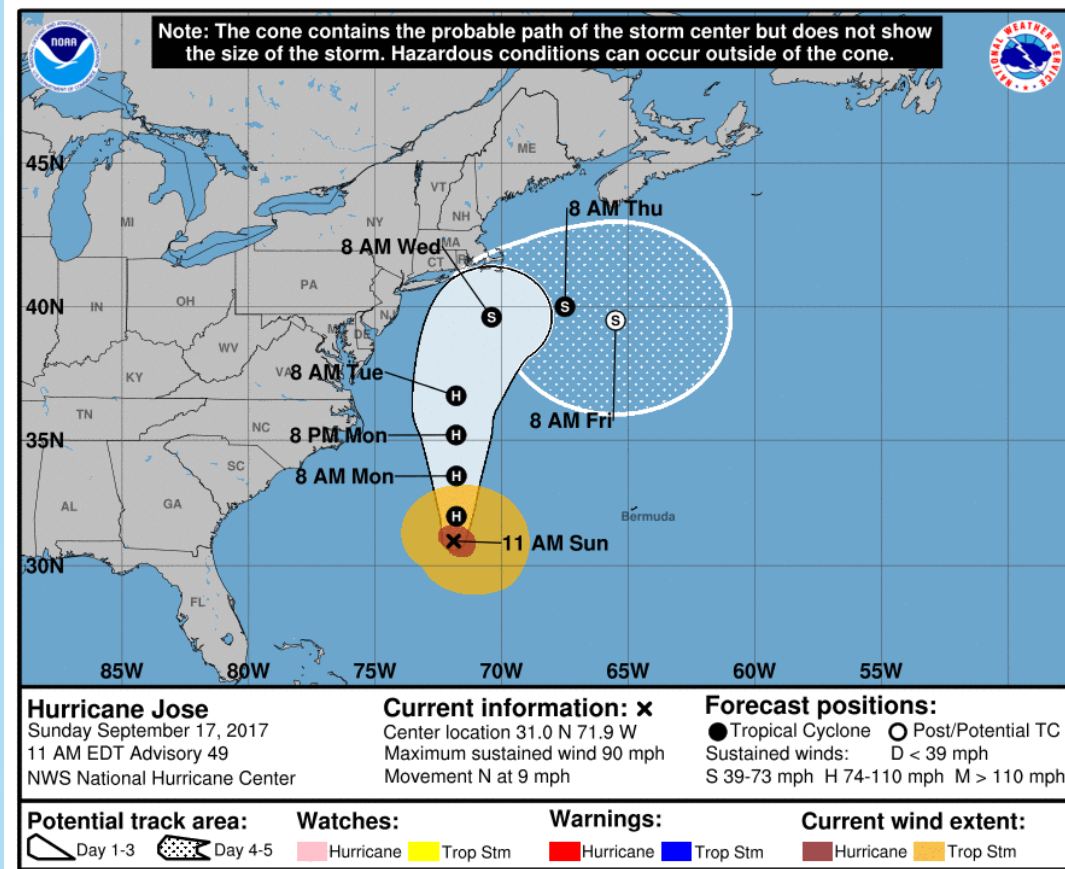 Note: The cone contains the probable path of the storm center but does not show
the size of the storm. Hazardous conditions can occur outside of the cone.
NOAA
NATIONAL WEATHER SERVICE
ME
45N
VT
MI
NH
NY
8 AM Thu
8 AM Wed
MA
CT
PA
40N
IN
OH
NJ
S
S
S
DE
WV
VA
8 AM Tue
KY
H
8 AM Fri
TN
NC
8 PM Mon
H
35N
SC
8 AM Mon
H
AL
GA
H
Bermuda
11 AM Sun
30N
FL
85W 80W 75W 70W 65W 60W 55W
Hurricane Jose
Sunday September 17, 2017
11 AM EDT Advisory 49
NWS National Hurricane Center
Current information: x
Center location 31.0 N 71.9 W
Maximum sustained wind 90 mph
Movement N at 9 mph
Forecast positions:
Tropical Cyclone Post/Potential TC
Sustained winds: D < 39 mph
S 39-73 mph H 74-110 mph M > 110 mph
Potential track area:
Day 1-3 Day 4-5
Watches:
Hurricane Trop Stm
Warnings:
Hurricane Trop Stm
Current wind extent:
Hurricane Trop Stm